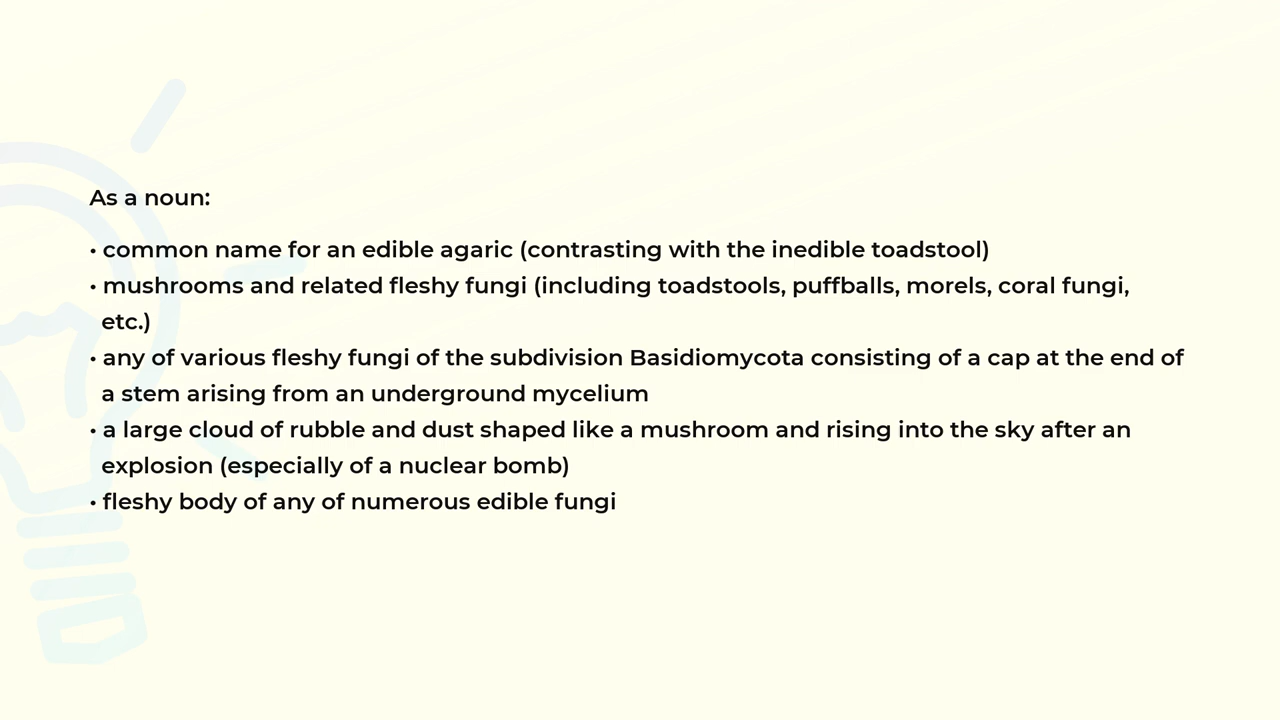 As a noun:
• common name for an edible agaric (contrasting with the inedible toadstool)
• mushrooms and related fleshy fungi (including toadstools, puffballs, morels, coral fungi,
etc.)
• any of various fleshy fungi of the subdivision Basidiomycota consisting of a cap at the end of
a stem arising from an underground mycelium
• a large cloud of rubble and dust shaped like a mushroom and rising into the sky after an
explosion (especially of a nuclear bomb)
• fleshy body of any of numerous edible fungi